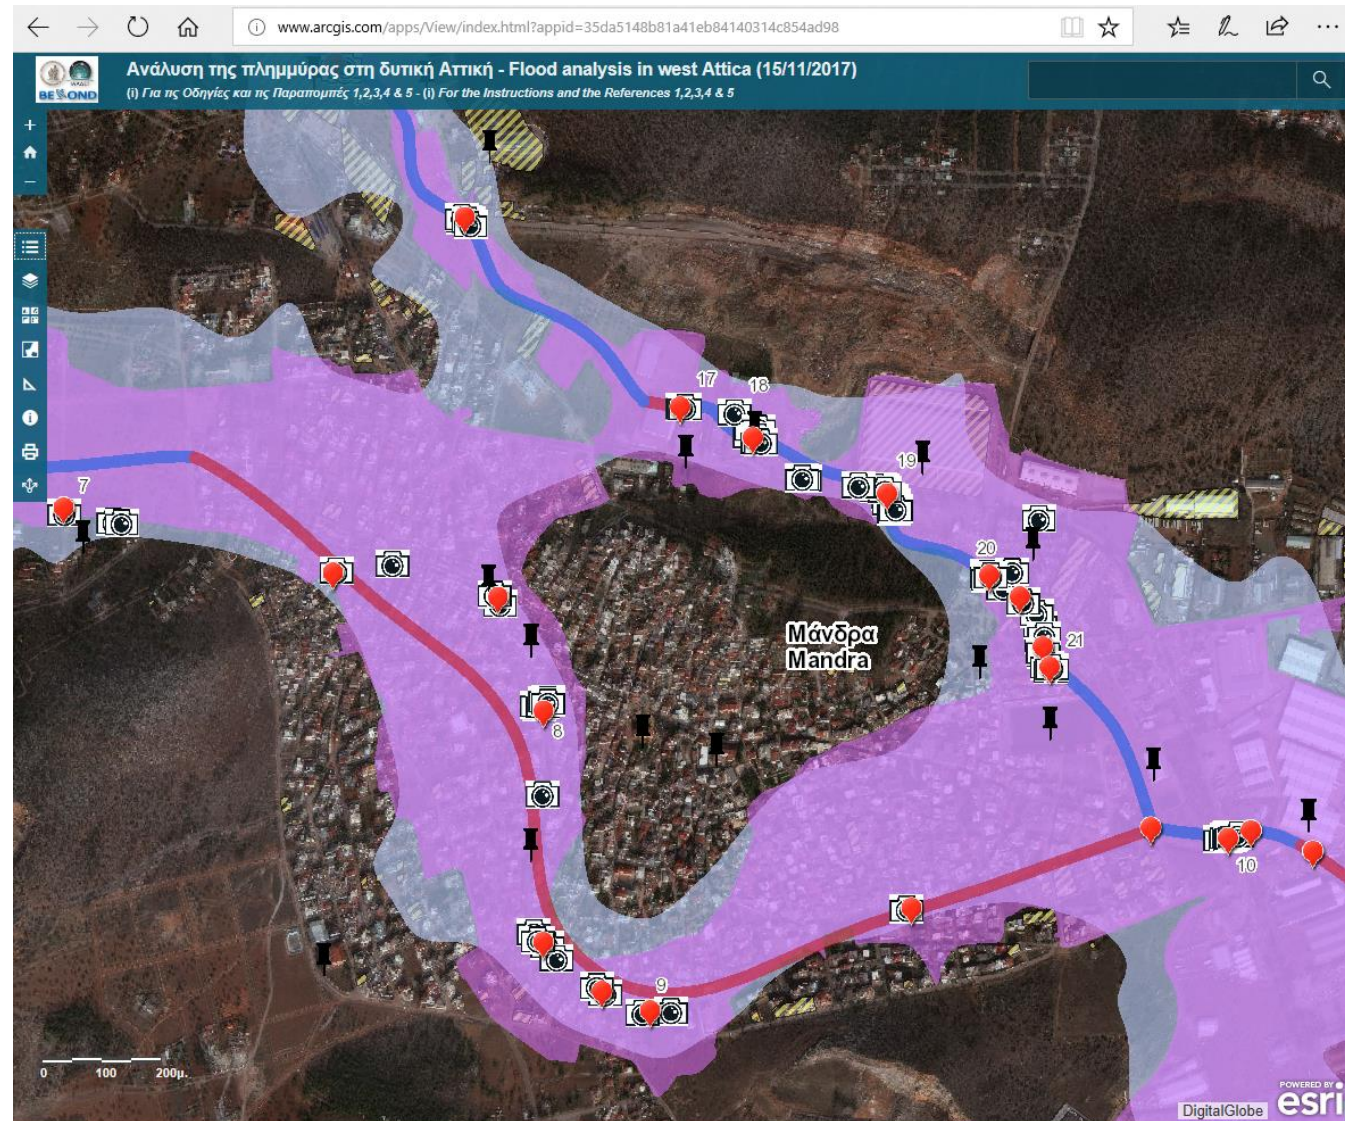 www.arcgis.com/apps/View/index.html?appid=35da5148b81a41eb84140314c854ad98
BEYOND
Ανάλυση της πλημμύρας στη δυτική Αττική - Flood analysis in west Attica (15/11/2017)
(i) Για τις Οδηγίες και τις Παραπομπές 1,2,3,4 & 5 - (i) For the Instructions and the References 1,2,3,4 & 5
17
18
19
7
20
Μάνδρα
Mandra
21
8
10
9
0 100 200μ.
POWERED BY
esri
DigitalGlobe